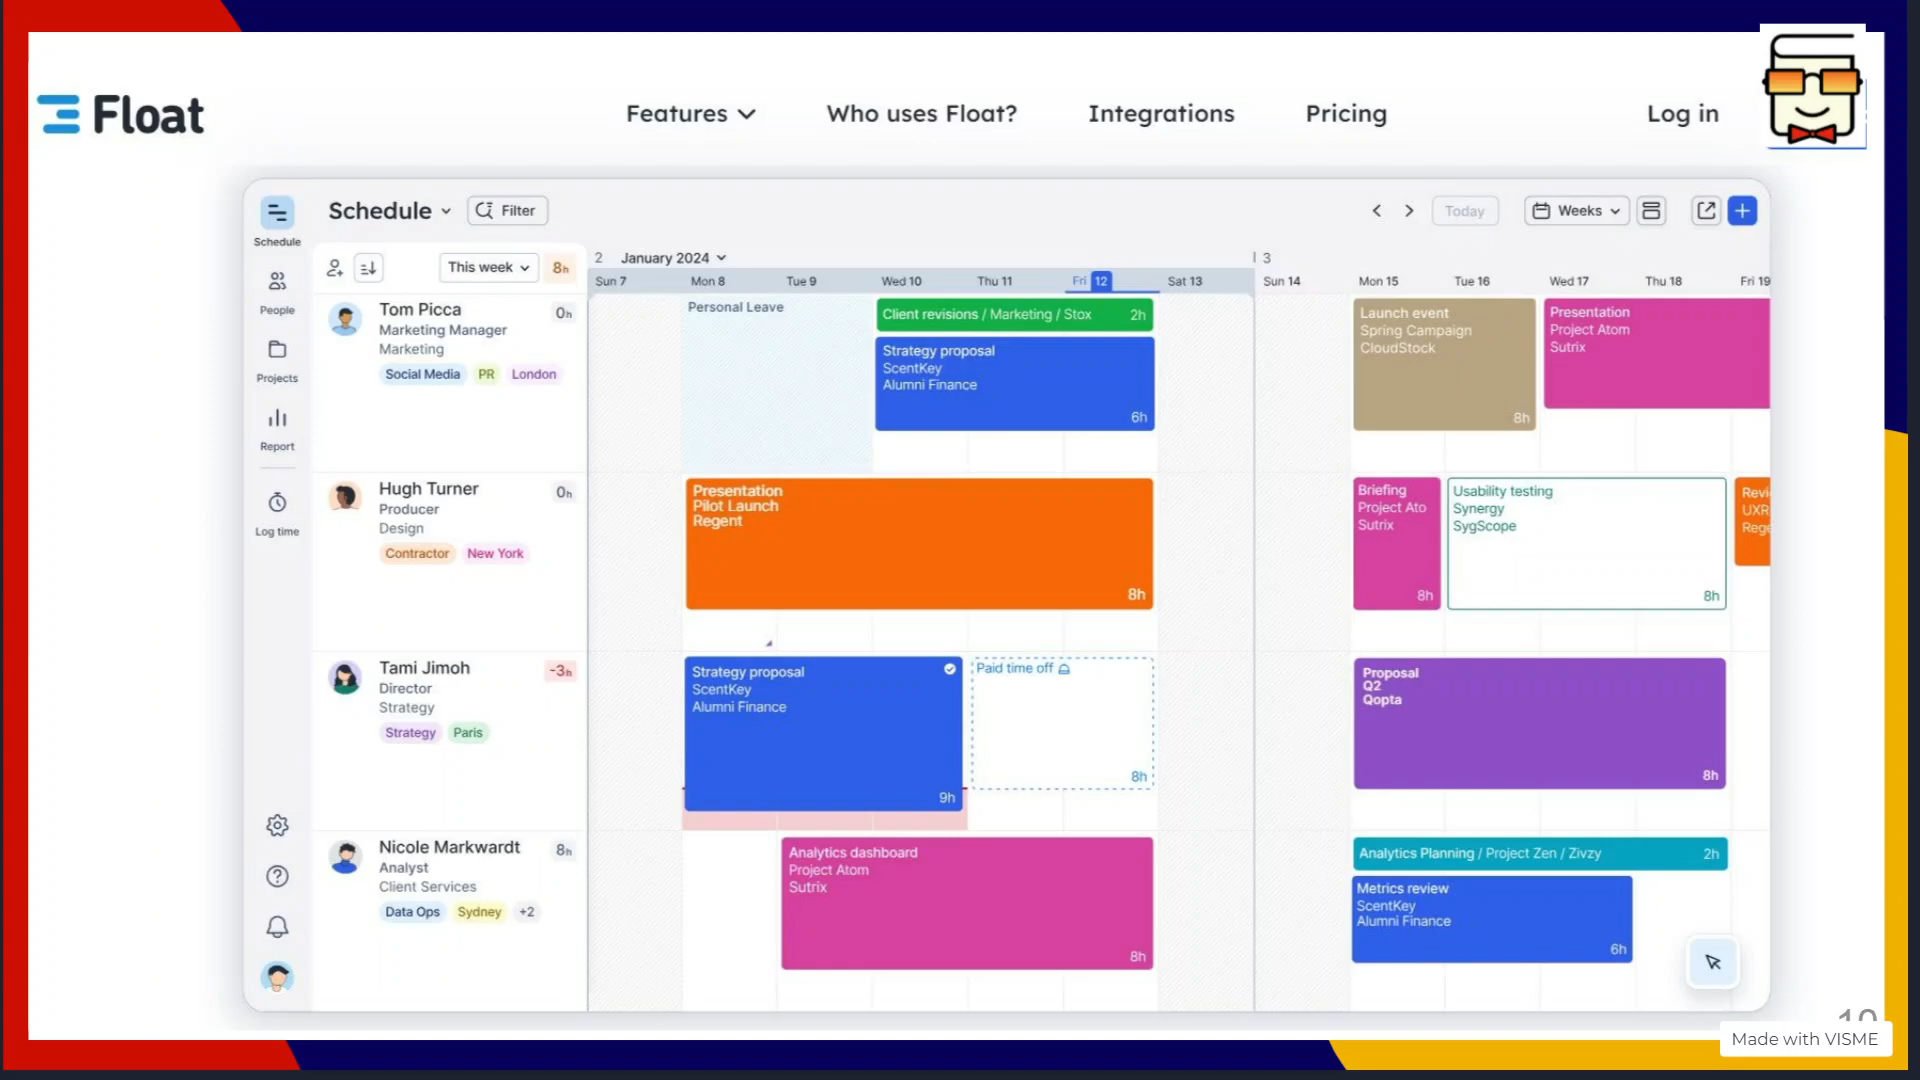 Float
Features
Who uses Float?
Integrations
Pricing
Log in
Schedule
Filter
Today
Weeks
Schedule
People
Projects
Report
Log time
This week
8h
2 January 2024
3
Sun 7
Mon 8
Tue 9
Wed 10
Thu 11
Fri 12
Sat 13
Sun 14
Mon 15
Tue 16
Wed 17
Thu 18
Fri 19
Tom Picca
0h
Marketing Manager
Marketing
Social Media
PR
London
Personal Leave
Client revisions / Marketing / Stox 2h
Strategy proposal
ScentKey
Alumni Finance
6h
Launch event
Spring Campaign
CloudStock
8h
Presentation
Project Atom
Sutrix
Hugh Turner
0h
Producer
Design
Contractor
New York
Presentation
Pilot Launch
Regent
8h
Briefing
Project Ato
Sutrix
8h
Usability testing
Synergy
SygScope
8h
Revi
UXR
Rege
Tami Jimoh
-3h
Director
Strategy
Strategy
Paris
Strategy proposal
ScentKey
Alumni Finance
9h
Paid time off
8h
Proposal
Q2
Qopta
8h
Nicole Markwardt
8h
Analyst
Client Services
Data Ops
Sydney
+2
Analytics dashboard
Project Atom
Sutrix
8h
Analytics Planning / Project Zen / Zivzy 2h
Metrics review
ScentKey
Alumni Finance
6h
Made with VISME